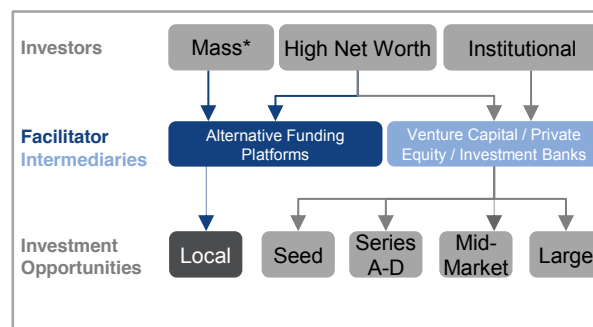 Investors
Mass*
High Net Worth
Institutional
Facilitator
Intermediaries
Alternative Funding
Platforms
Venture Capital / Private
Equity / Investment Banks
Investment
Opportunities
Local
Seed
Series
A-D
Mid-
Market
Large